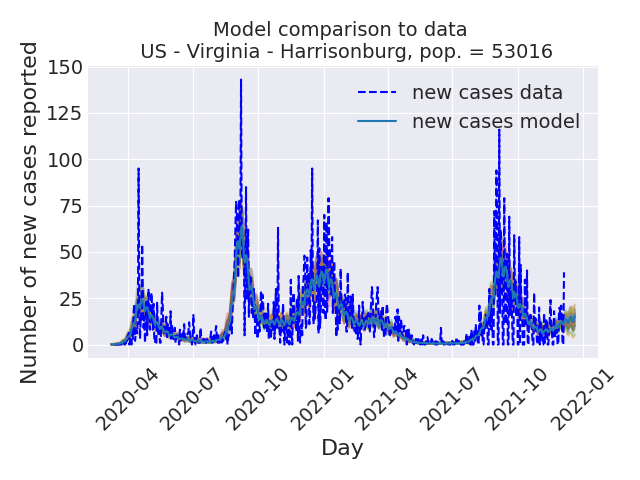 Model comparison to data
US - Virginia - Harrisonburg, pop. = 53016
Number of new cases reported
150
125
100
75
50
25
0
new cases data
new cases model
2020-04
2020-07
2020-10
2021-01
2021-04
2021-07
2021-10
2022-01
Day